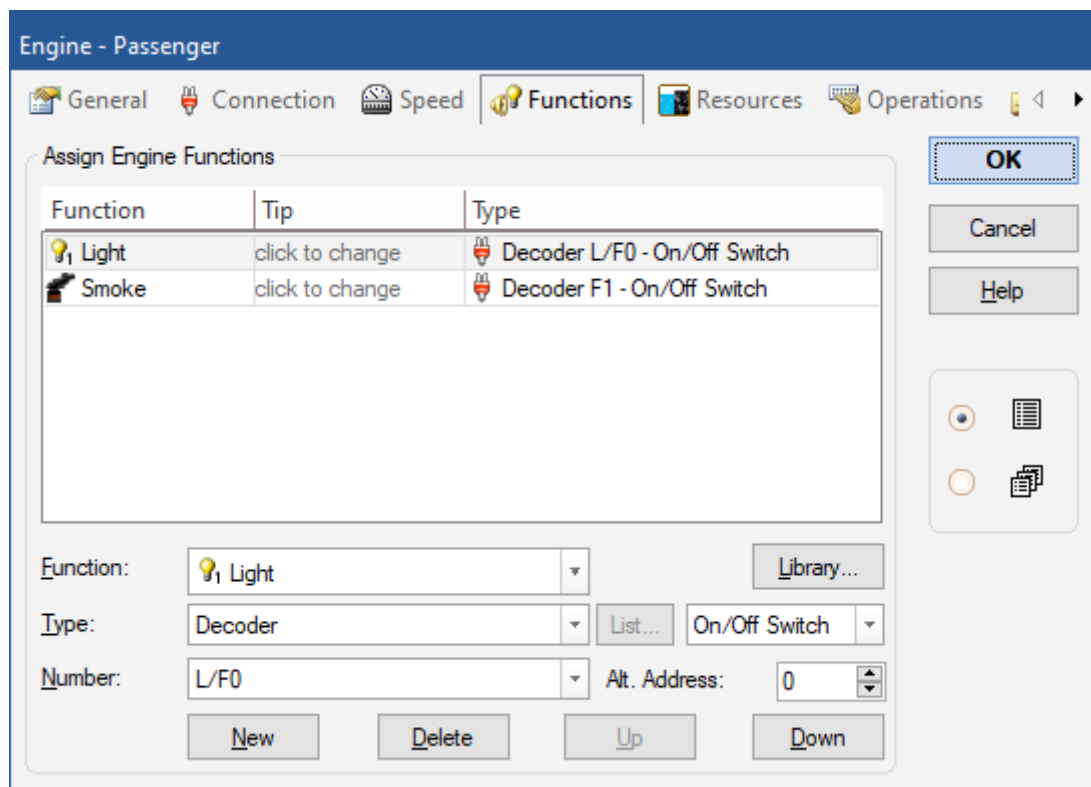 Engine - Passenger
General Connection Speed Functions Resources Operations
Assign Engine Functions
OK
Function Tip Type
Cancel
1 Light click to change Decoder L/F0 - On/Off Switch
Smoke click to change Decoder F1 - On/Off Switch
Help
Function: 1 Light Library...
Type: Decoder List... On/Off Switch
Number: L/F0 Alt. Address: 0
New Delete Up Down